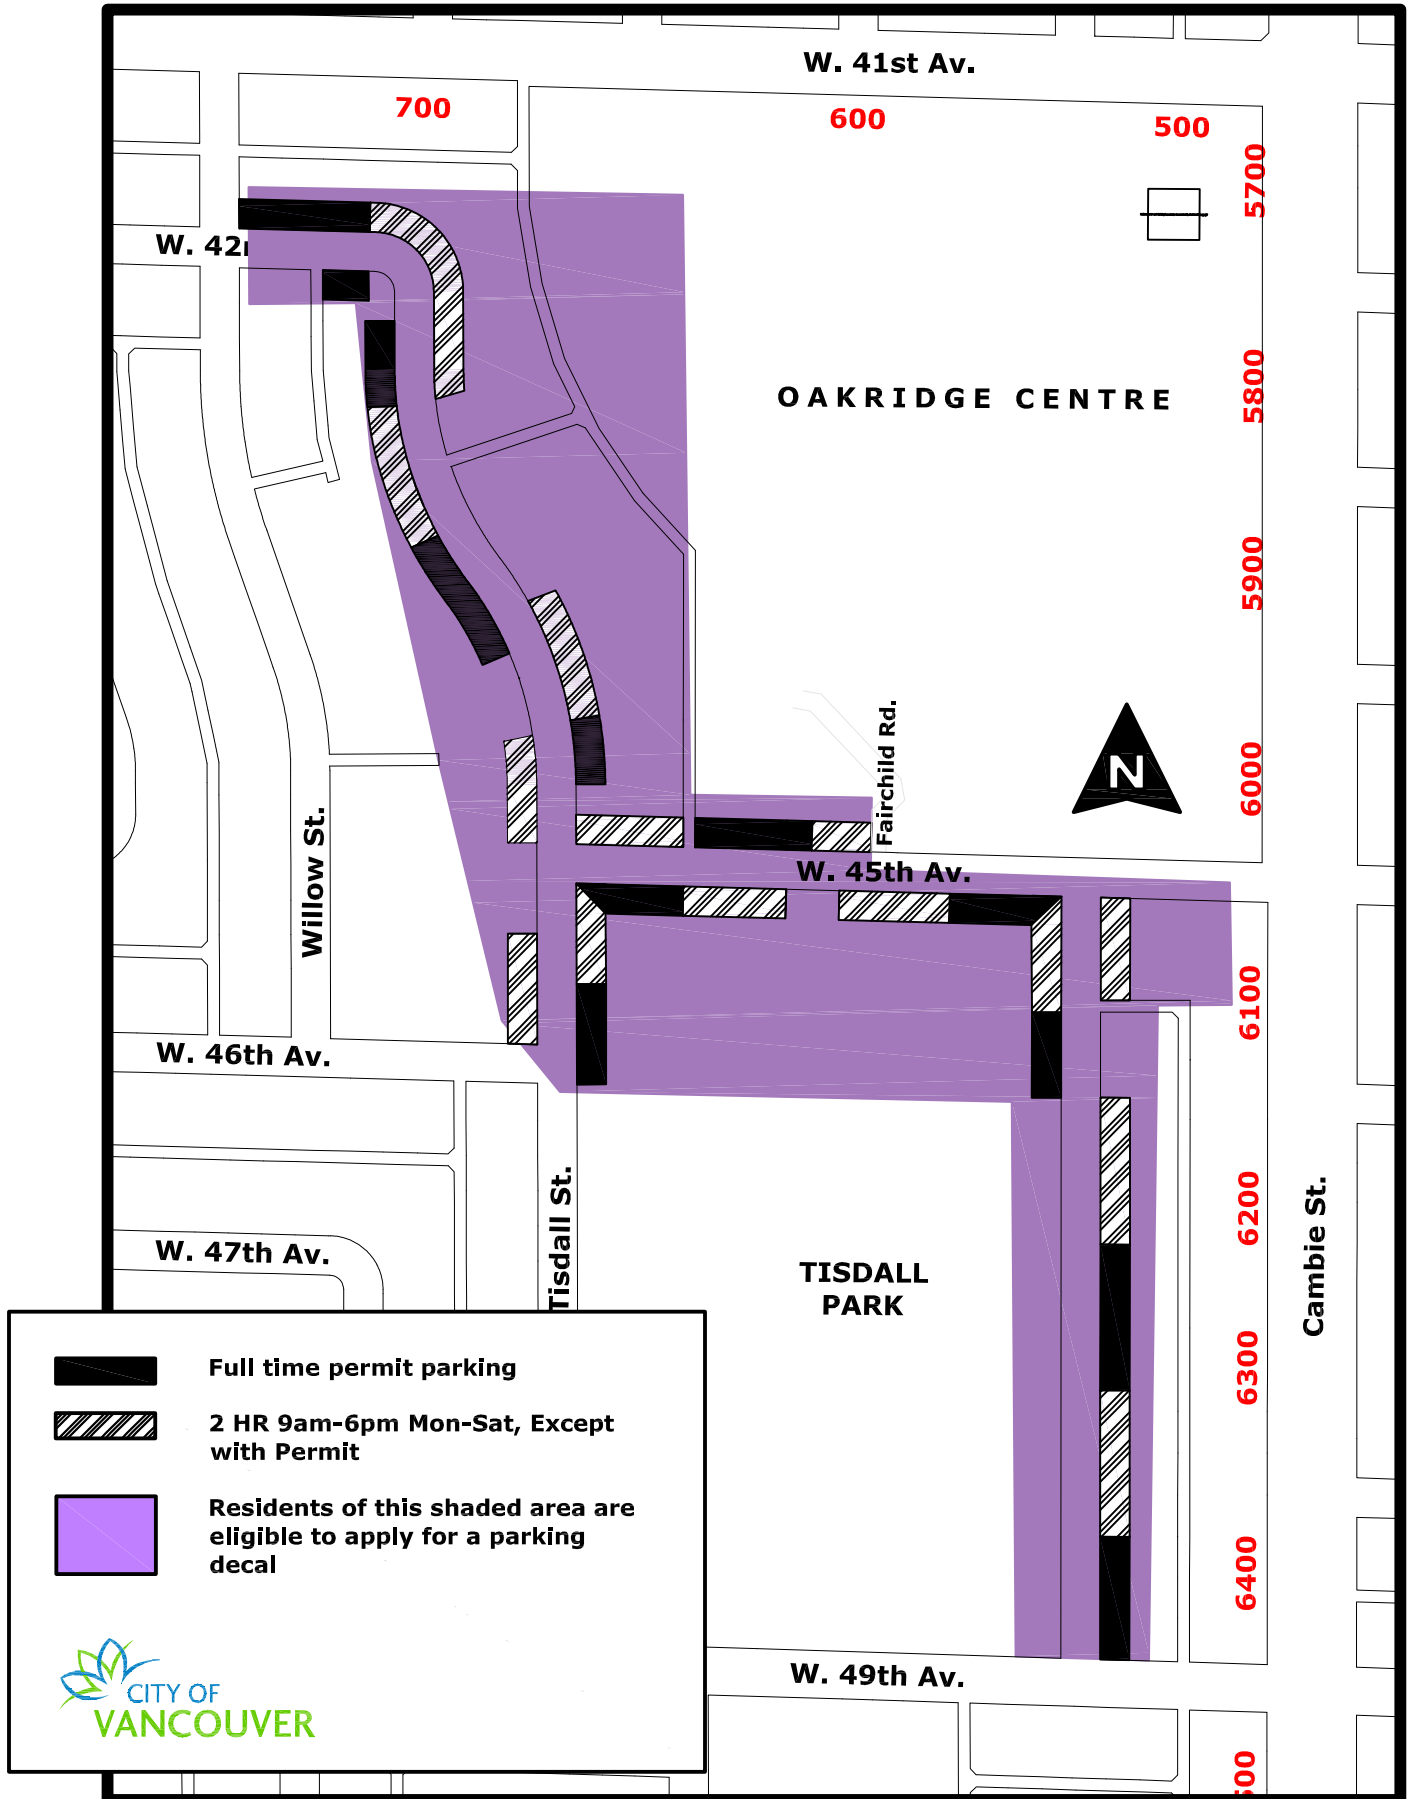 W. 41st Av.
700
600
500
5700
W. 42
5800
OAKRIDGE CENTRE
5900
Fairchild Rd.
N
6000
Willow St.
W. 45th Av.
6100
W. 46th Av.
Tisdall St.
6200
Cambie St.
W. 47th Av.
TISDALL
PARK
6300
6400
Full time permit parking
2 HR 9am-6pm Mon-Sat, Except
with Permit
Residents of this shaded area are
eligible to apply for a parking
decal
W. 49th Av.
CITY OF
VANCOUVER